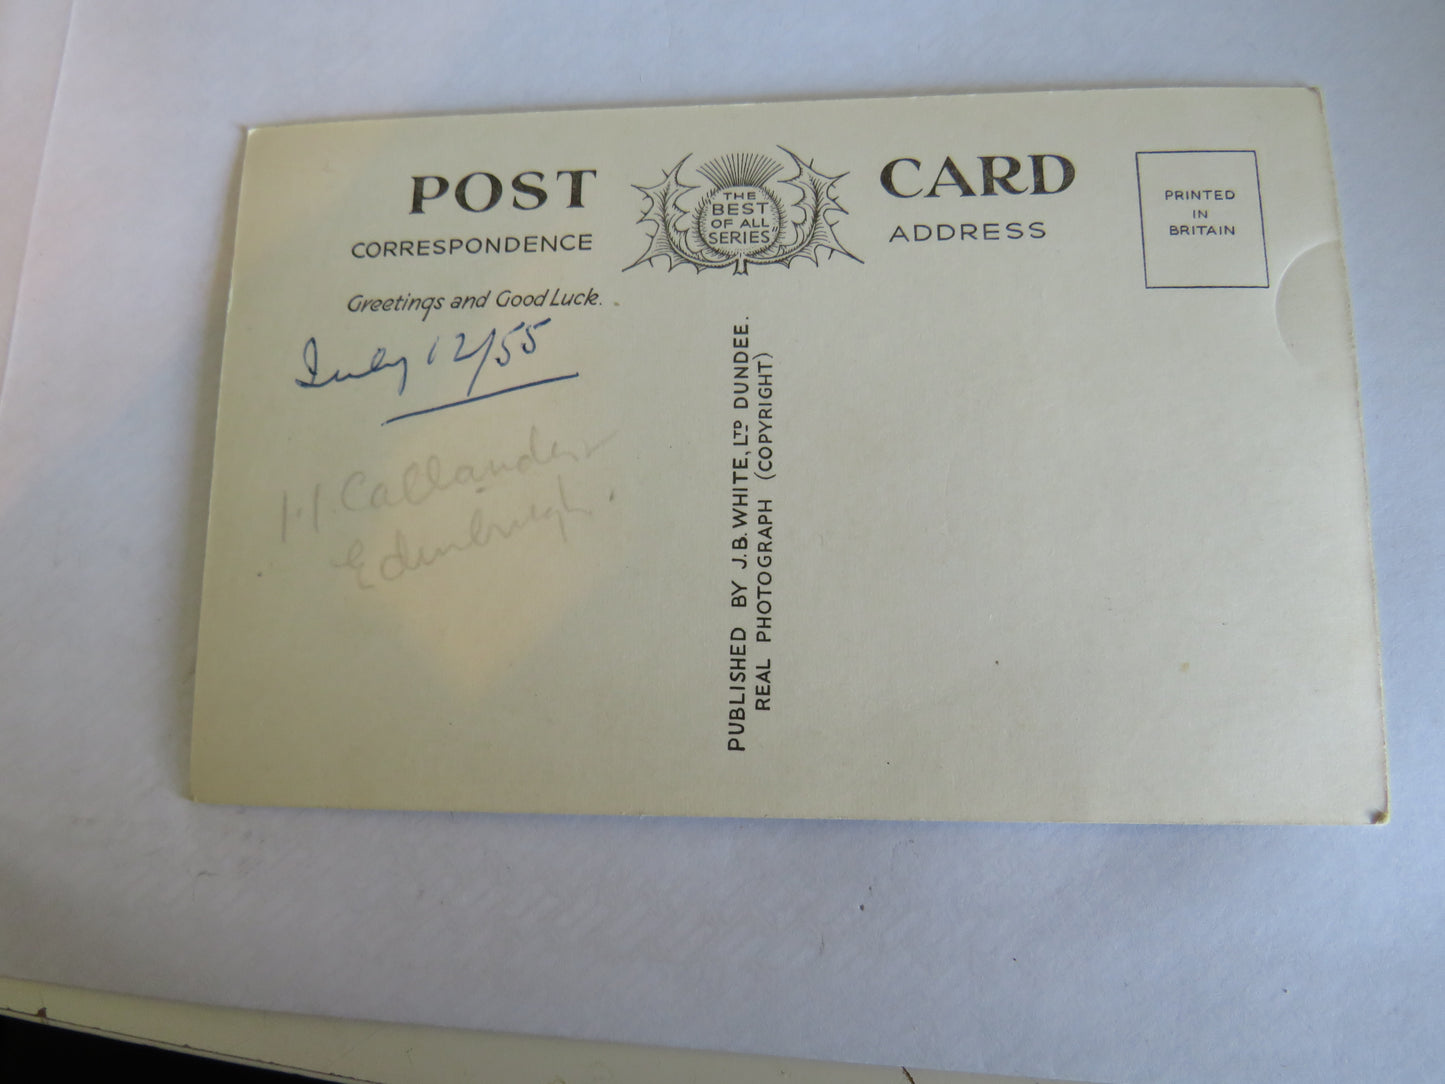 POST CARD
THE
BEST
OF ALL
SERIES"
CORRESPONDENCE
ADDRESS
PRINTED
IN
BRITAIN
Greetings and Good Luck.
July 12/55
H. Callander
Edinburgh.
PUBLISHED BY J.B. WHITE, LTD DUNDEE.
REAL PHOTOGRAPH (COPYRIGHT)